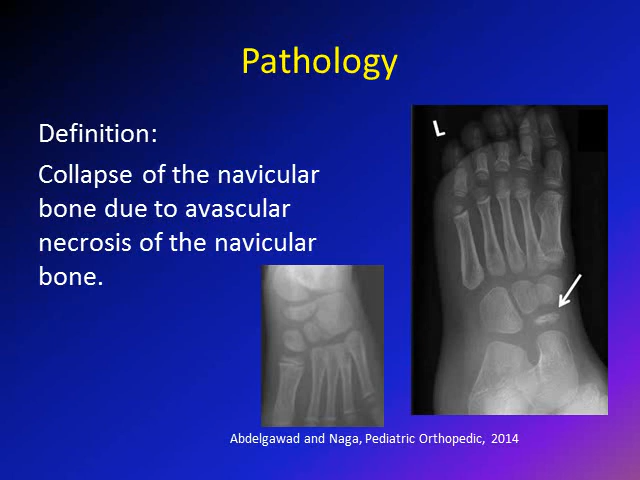 Pathology
Definition:
Collapse of the navicular
bone due to avascular
necrosis of the navicular
bone.
L
Abdelgawad and Naga, Pediatric Orthopedic, 2014